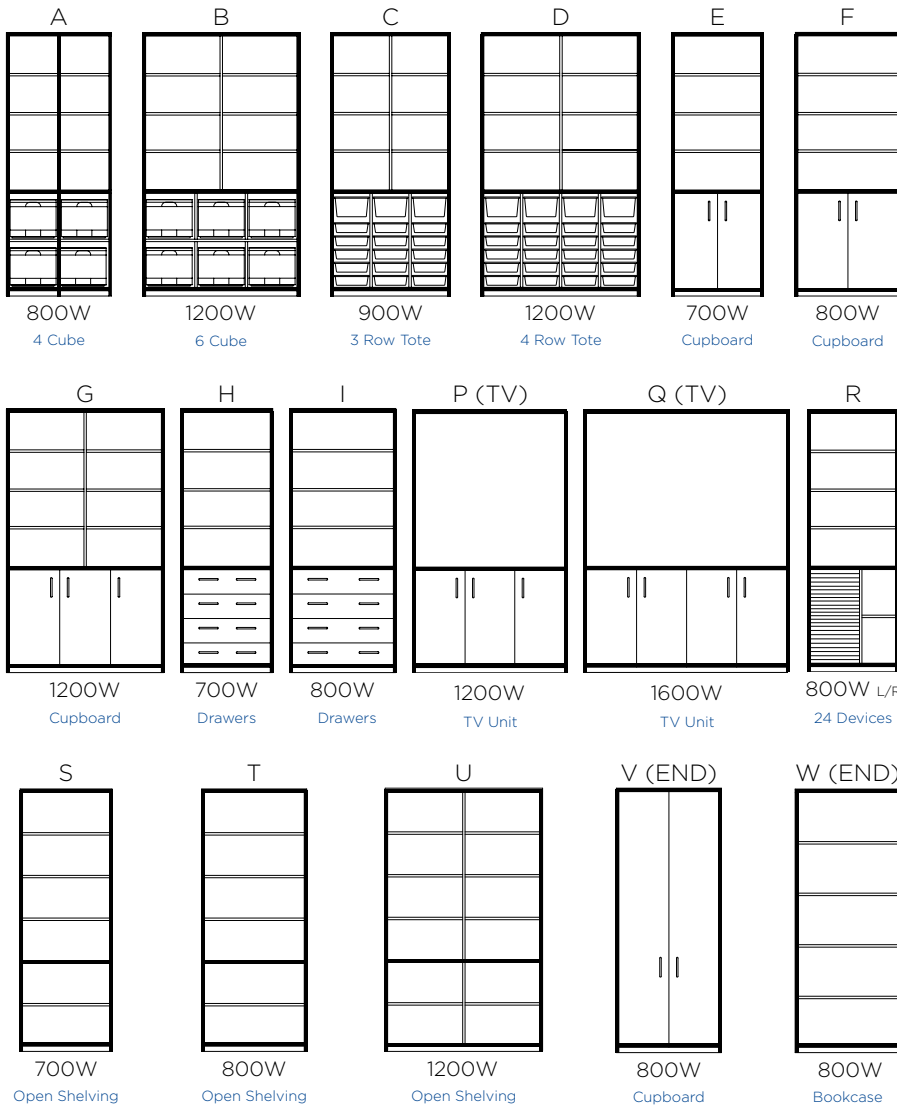 A B C D E F
800W 1200W 900W 1200W 700W 800W
4 Cube 6 Cube 3 Row Tote 4 Row Tote Cupboard Cupboard
G H I P (TV) Q (TV) R
1200W 700W 800W 1200W 1600W 800W L/R
Cupboard Drawers Drawers TV Unit TV Unit 24 Devices
S T U V (END) W (END)
700W 800W 1200W 800W 800W
Open Shelving Open Shelving Open Shelving Cupboard Bookcase